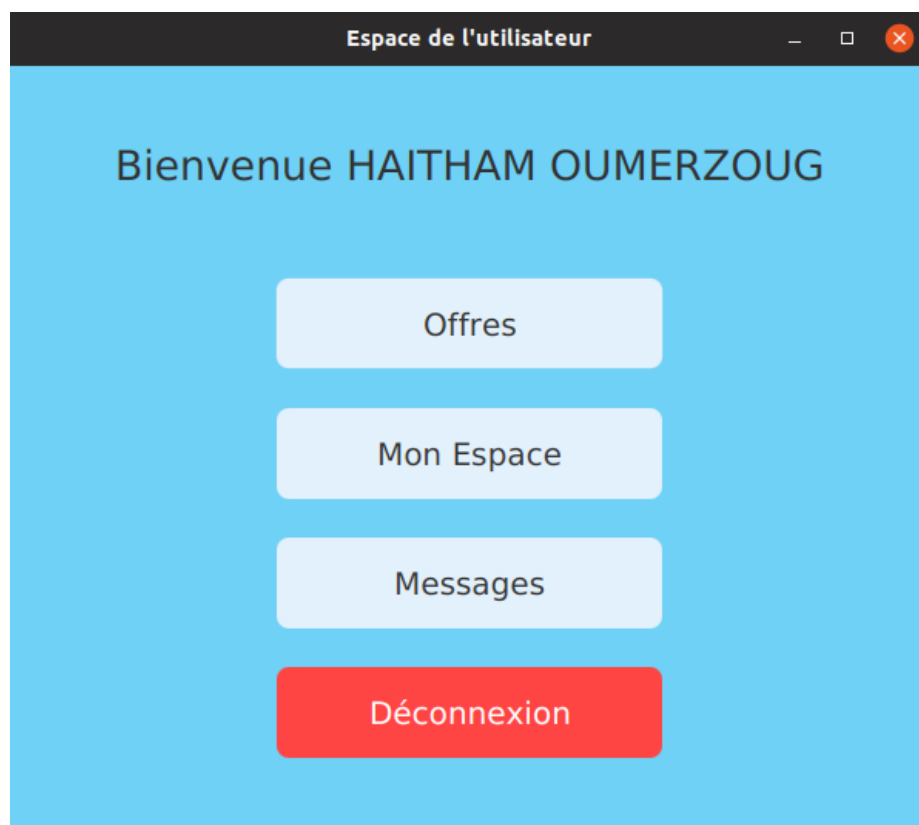 Espace de l'utilisateur
Bienvenue HAITHAM OUMERZOUG
Offres
Mon Espace
Messages
Déconnexion